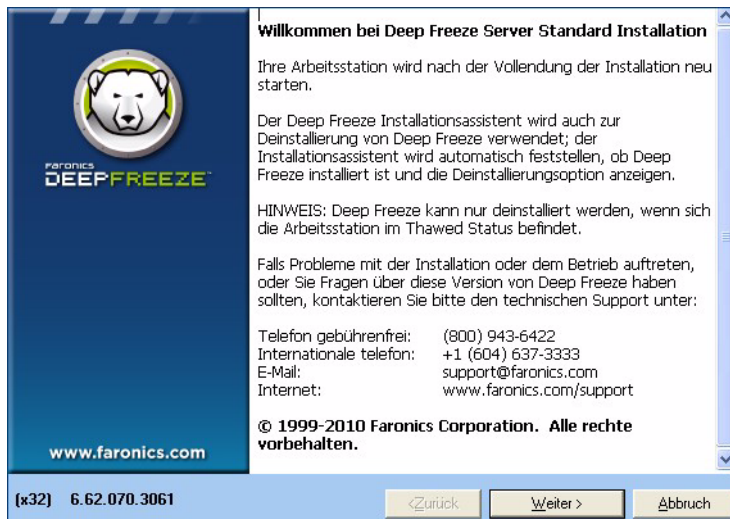 Willkommen bei Deep Freeze Server Standard Installation
Ihre Arbeitsstation wird nach der Vollendung der Installation neu
starten.
Der Deep Freeze Installationsassistent wird auch zur
Deinstallierung von Deep Freeze verwendet; der
Installationsassistent wird automatisch feststellen, ob Deep
Freeze installiert ist und die Deinstallierungsoption anzeigen.
HINWEIS: Deep Freeze kann nur deinstalliert werden, wenn sich
die Arbeitsstation im Thawed Status befindet.
Falls Probleme mit der Installation oder dem Betrieb auftreten,
oder Sie Fragen über diese Version von Deep Freeze haben
sollten, kontaktieren Sie bitte den technischen Support unter:
Telefon gebührenfrei: (800) 943-6422
Internationale telefon: +1 (604) 637-3333
E-Mail: support@faronics.com
Internet: www.faronics.com/support
© 1999-2010 Faronics Corporation. Alle rechte
vorbehalten.
FARONICS
DEEPFREEZE
www.faronics.com
(x32) 6.62.070.3061
<Zurück Weiter > Abbruch